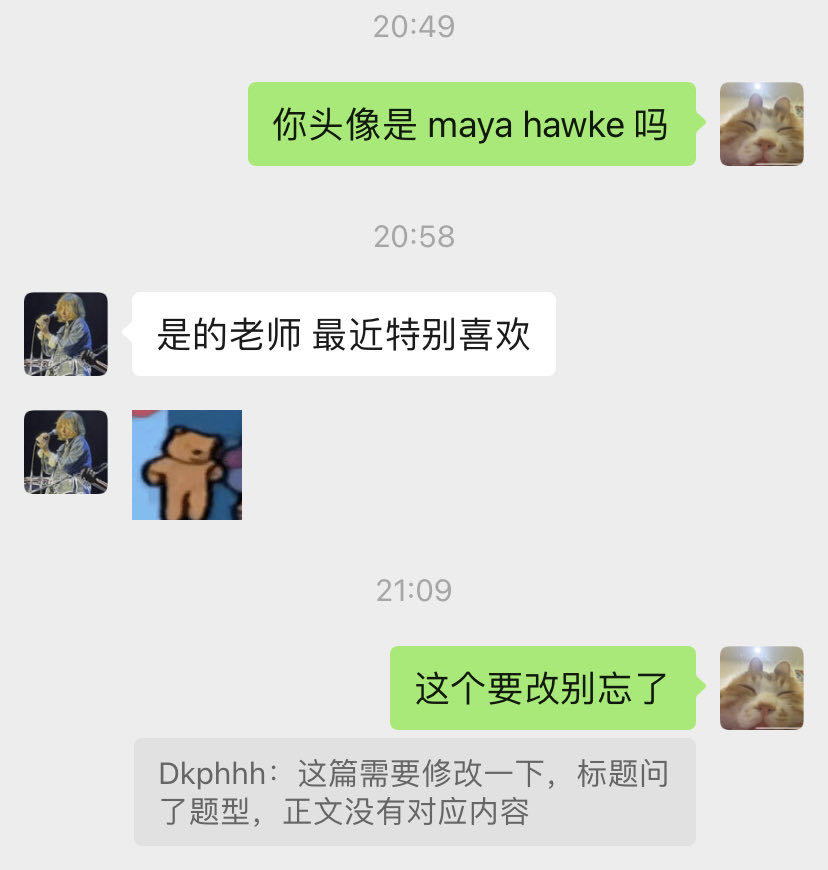 20:49
你头像是 maya hawke 吗
20:58
是的老师 最近特别喜欢
21:09
这个要改别忘了
Dkphhh：这篇需要修改一下，标题问
了题型，正文没有对应内容